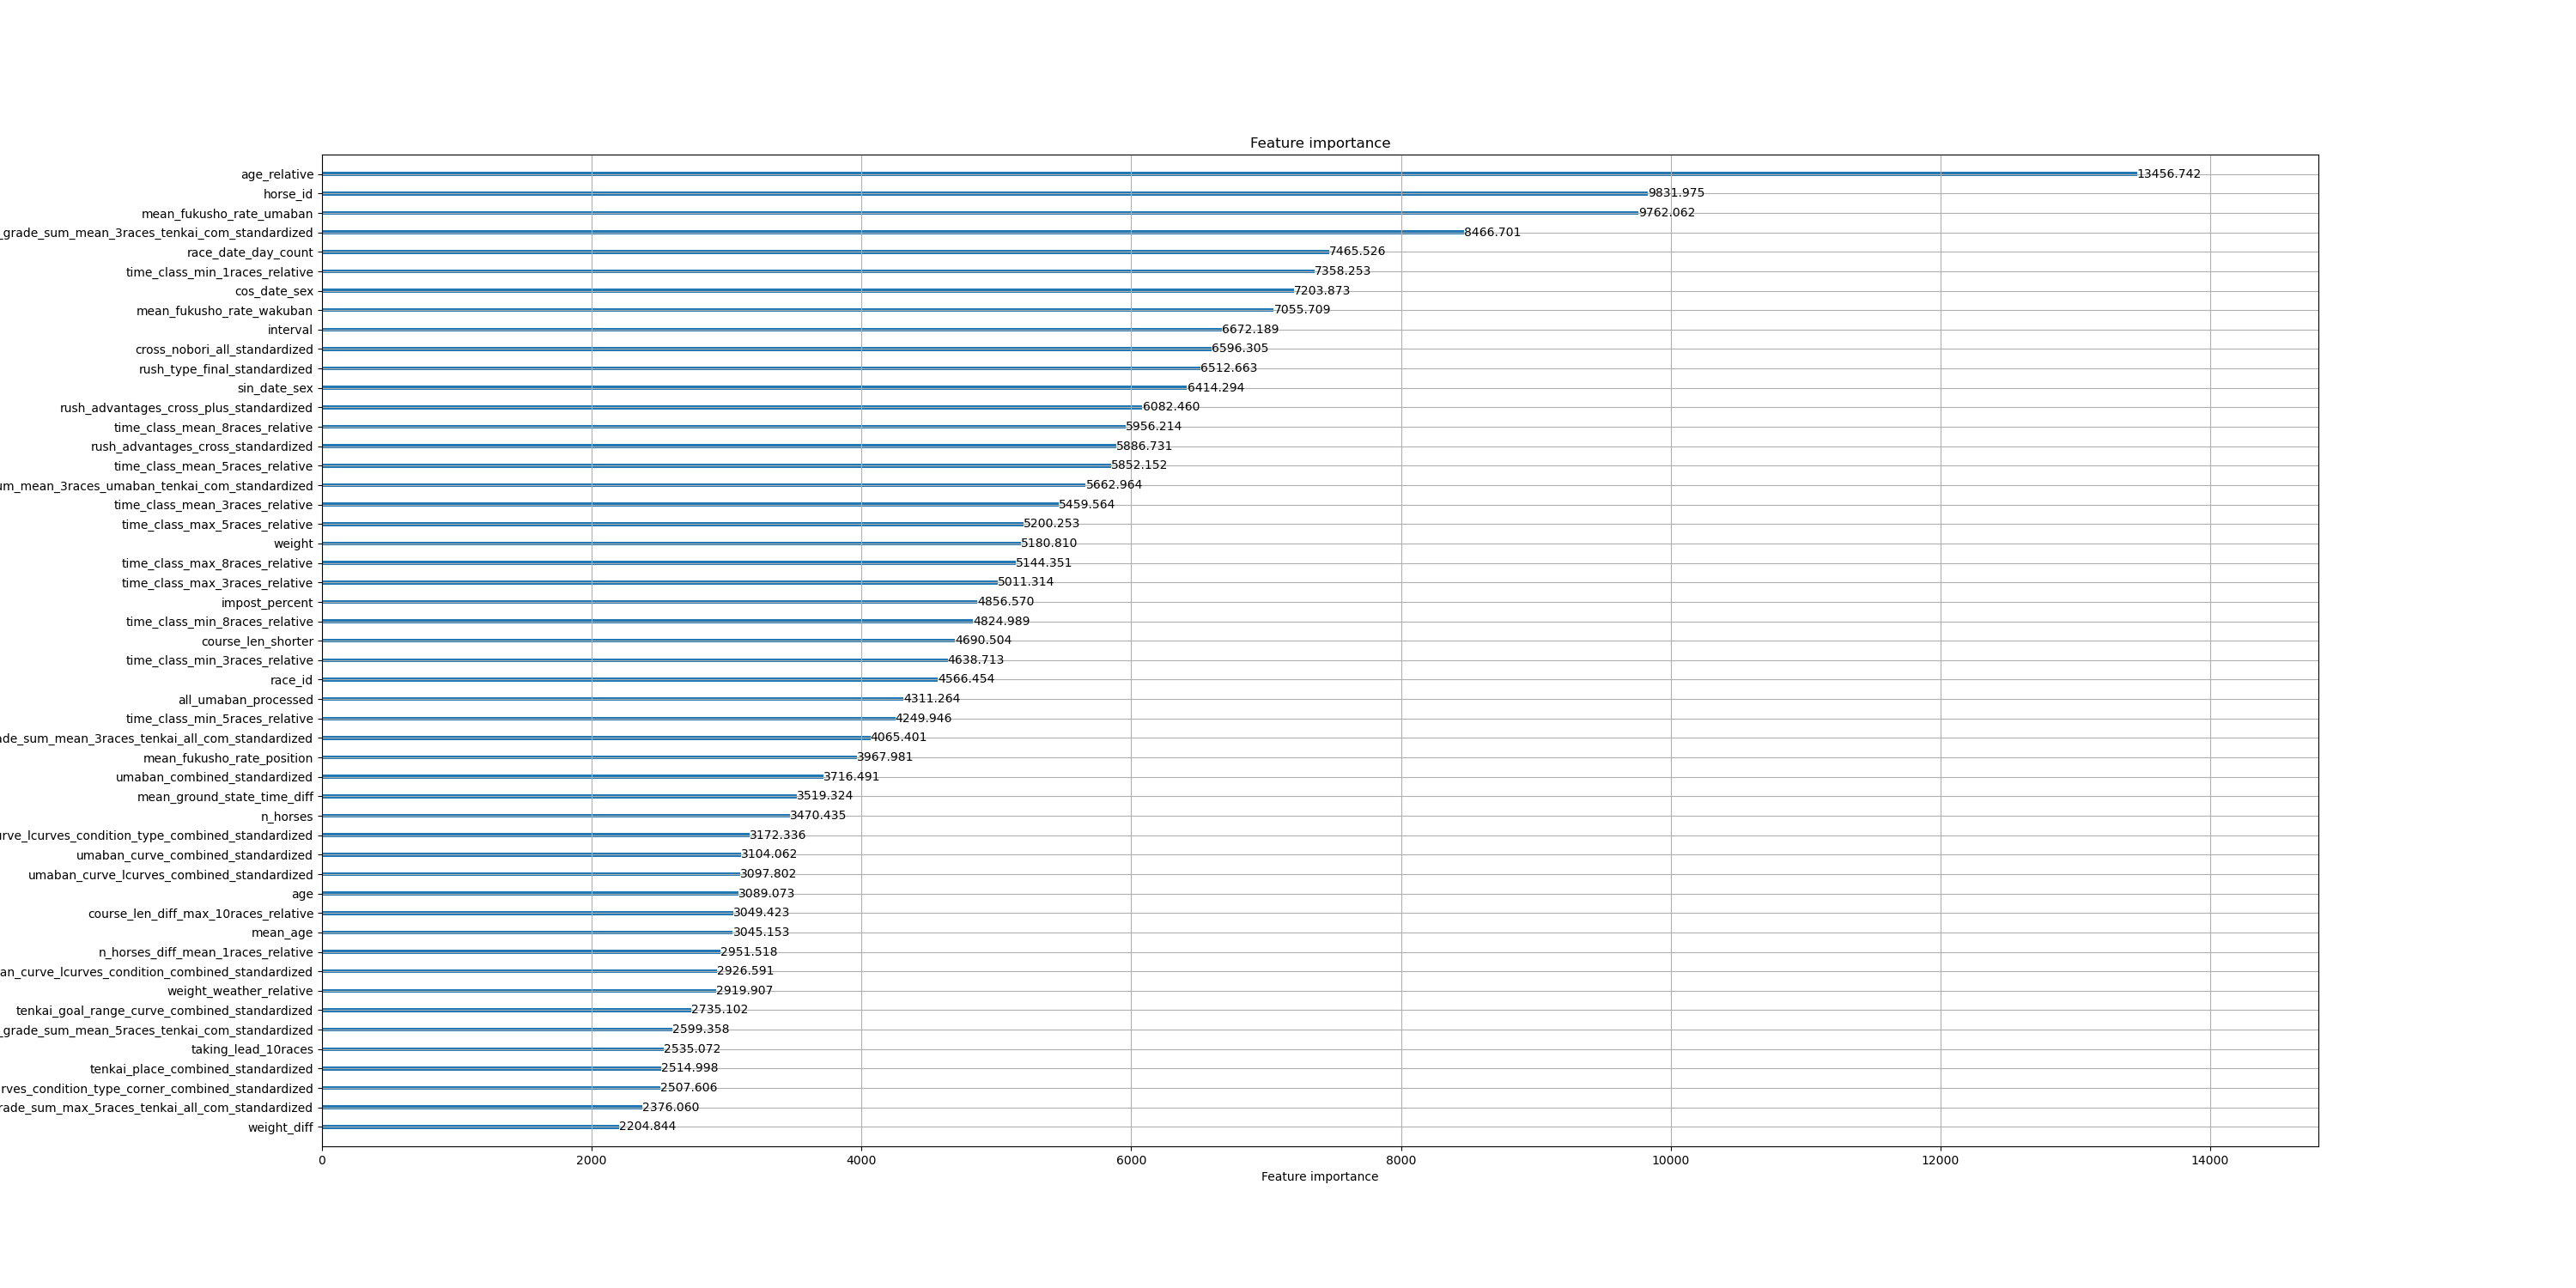 Feature importance
age_relative 13456.742
horse_id 9831.975
mean_fukusho_rate_umaban 9762.062
_grade_sum_mean_3races_tenkai_com_standardized 8466.701
race_date_day_count 7465.526
time_class_min_1races_relative 7358.253
cos_date_sex 7203.873
mean_fukusho_rate_wakuban 7055.709
interval 6672.189
cross_nobori_all_standardized 6596.305
rush_type_final_standardized 6512.663
sin_date_sex 6414.294
rush_advantages_cross_plus_standardized 6082.460
time_class_mean_8races_relative 5956.214
rush_advantages_cross_standardized 5886.731
time_class_mean_5races_relative 5852.152
um_mean_3races_umaban_tenkai_com_standardized 5662.964
time_class_mean_3races_relative 5459.564
time_class_max_5races_relative 5200.253
weight 5180.810
time_class_max_8races_relative 5144.351
time_class_max_3races_relative 5011.314
impost_percent 4856.570
time_class_min_8races_relative 4824.989
course_len_shorter 4690.504
time_class_min_3races_relative 4638.713
race_id 4566.454
all_umaban_processed 4311.264
time_class_min_5races_relative 4249.946
ade_sum_mean_3races_tenkai_all_com_standardized 4065.401
mean_fukusho_rate_position 3967.981
umaban_combined_standardized 3716.491
mean_ground_state_time_diff 3519.324
n_horses 3470.435
urve_lcurves_condition_type_combined_standardized 3172.336
umaban_curve_combined_standardized 3104.062
umaban_curve_lcurves_combined_standardized 3097.802
age 3089.073
course_len_diff_max_10races_relative 3049.423
mean_age 3045.153
n_horses_diff_mean_1races_relative 2951.518
an_curve_lcurves_condition_combined_standardized 2926.591
weight_weather_relative 2919.907
tenkai_goal_range_curve_combined_standardized 2735.102
_grade_sum_mean_5races_tenkai_com_standardized 2599.358
taking_lead_10races 2535.072
tenkai_place_combined_standardized 2514.998
rves_condition_type_corner_combined_standardized 2507.606
rade_sum_max_5races_tenkai_all_com_standardized 2376.060
weight_diff 2204.844
0 2000 4000 6000 8000 10000 12000 14000
Feature importance